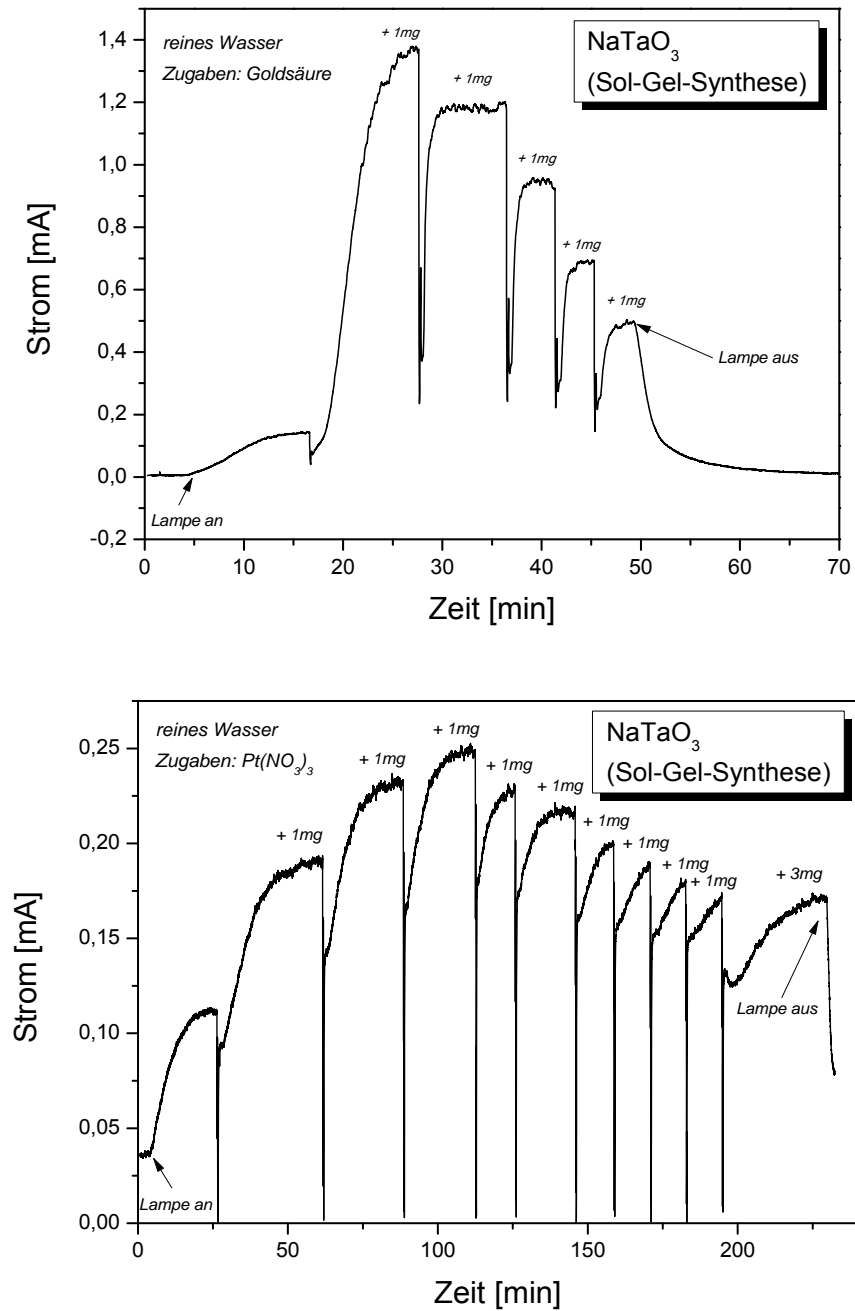 reines Wasser
Zugaben: Goldsäure
NaTaO3
(Sol-Gel-Synthese)
+ 1mg
+ 1mg
+ 1mg
+ 1mg
+ 1mg
Lampe an
Lampe aus
Strom [mA]
1,4
1,2
1,0
0,8
0,6
0,4
0,2
0,0
-0,2
0 10 20 30 40 50 60 70
Zeit [min]
reines Wasser
Zugaben: Pt(NO3)3
NaTaO3
(Sol-Gel-Synthese)
+ 1mg
+ 1mg
+ 1mg
+ 1mg
+ 1mg
+ 1mg
+ 1mg
+ 1mg
+ 1mg
+ 3mg
Lampe an
Lampe aus
Strom [mA]
0,25
0,20
0,15
0,10
0,05
0,00
0 50 100 150 200
Zeit [min]